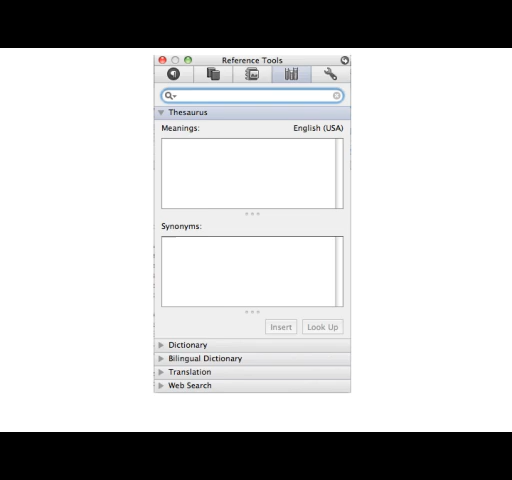 Reference Tools
Thesaurus
Meanings: English (USA)
Synonyms:
Insert Look Up
Dictionary
Bilingual Dictionary
Translation
Web Search